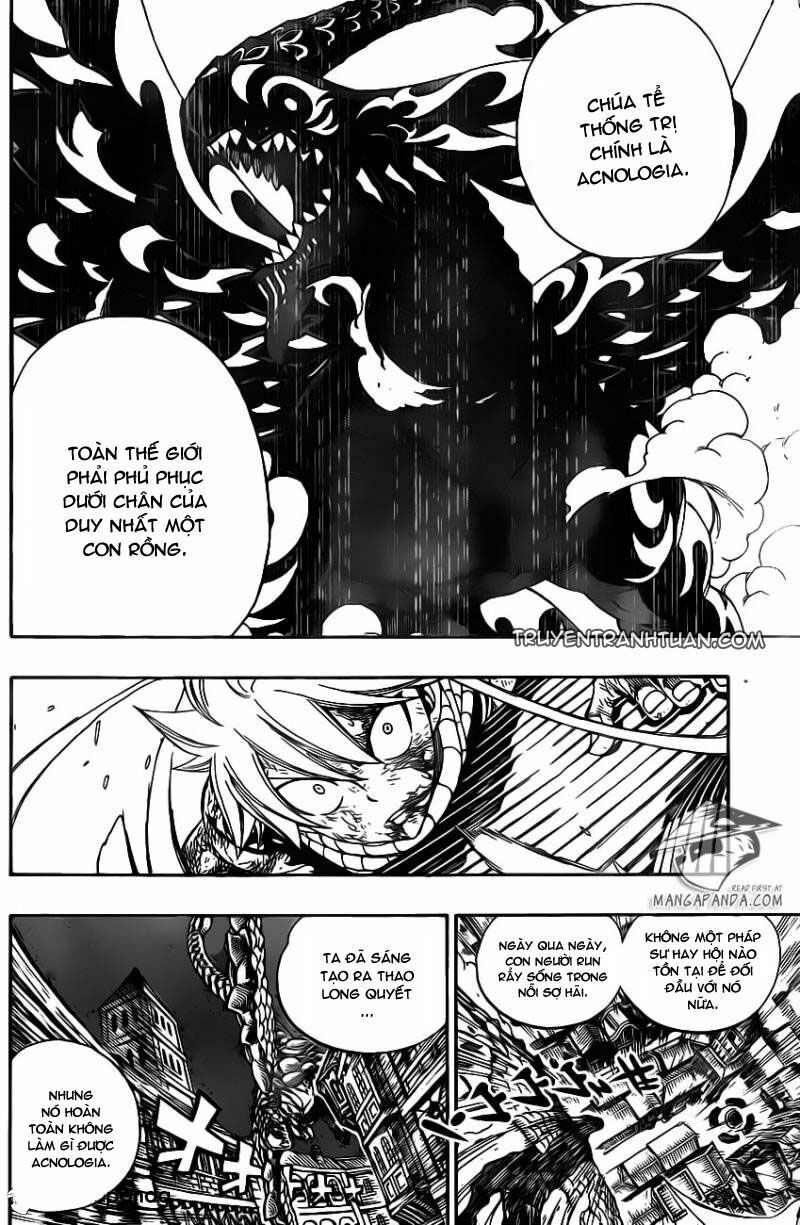 CHÚA TỂ
THỐNG TRỊ
CHÍNH LÀ
ACNOLOGIA.
TOÀN THẾ GIỚI
PHẢI PHỦ PHỤC
DƯỚI CHÂN CỦA
DUY NHẤT MỘT
CON RỒNG.
TRUYENTRANHTUAN.COM
READ FIRST AT
MANGAPANDA.COM
KHÔNG MỘT PHÁP
SƯ HAY HỘI NÀO
TỒN TẠI ĐỂ ĐỐI
ĐẦU VỚI NÓ
NỮA.
NGÀY QUA NGÀY,
CON NGƯỜI RUN
RẨY SỐNG TRONG
NỖI SỢ HÃI.
TA ĐÃ SÁNG
TẠO RA THAO
LONG QUYẾT
...
NHƯNG
NÓ HOÀN
TOÀN KHÔNG
LÀM GÌ ĐƯỢC
ACNOLOGIA.